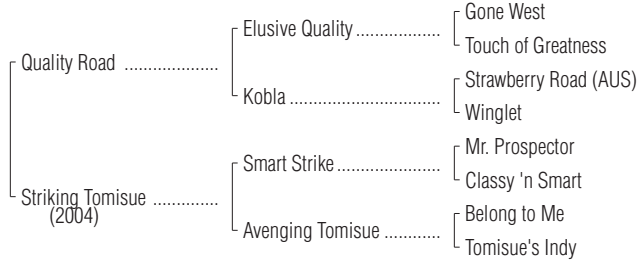 Gone West
Elusive Quality ..................
Touch of Greatness
Quality Road ....................
Strawberry Road (AUS)
Kobla ................................
Winglet
Mr. Prospector
Smart Strike ......................
Classy 'n Smart
Striking Tomisue ..............
(2004)
Belong to Me
Avenging Tomisue ............
Tomisue's Indy